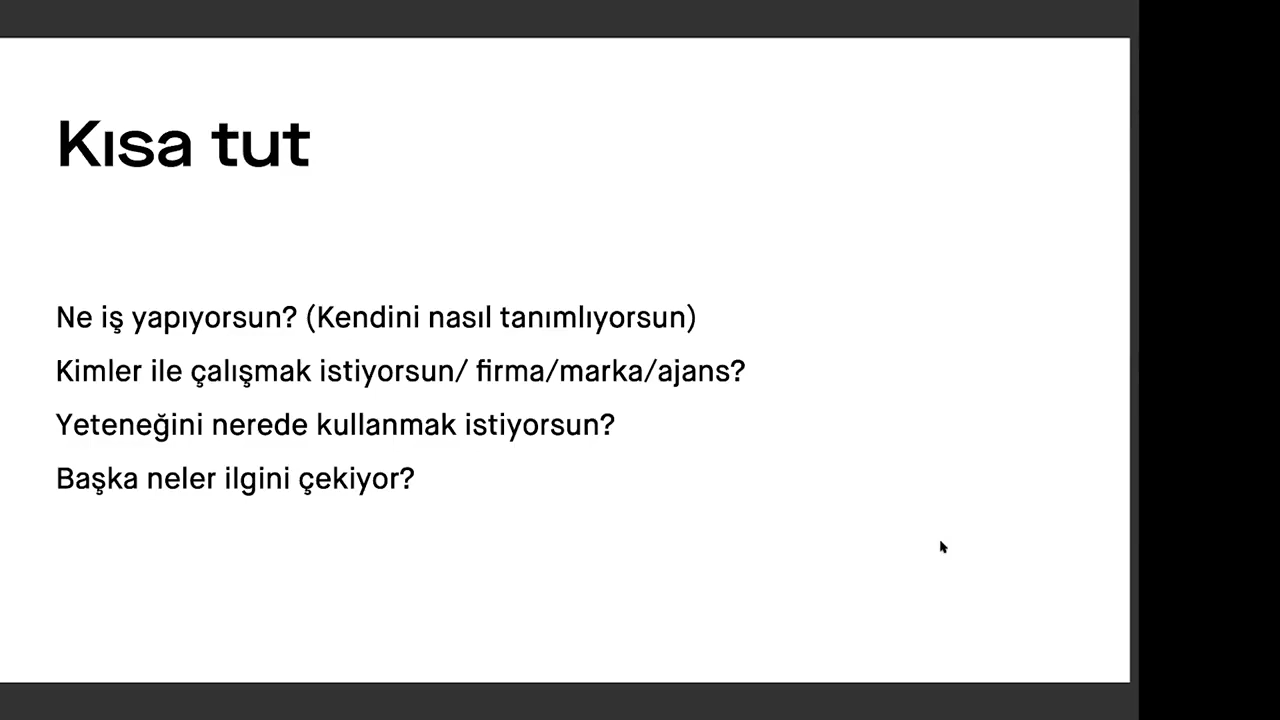 Kısa tut
Ne iş yapıyorsun? (Kendini nasıl tanımlıyorsun)
Kimler ile çalışmak istiyorsun/ firma/marka/ajans?
Yeteneğini nerede kullanmak istiyorsun?
Başka neler ilgini çekiyor?